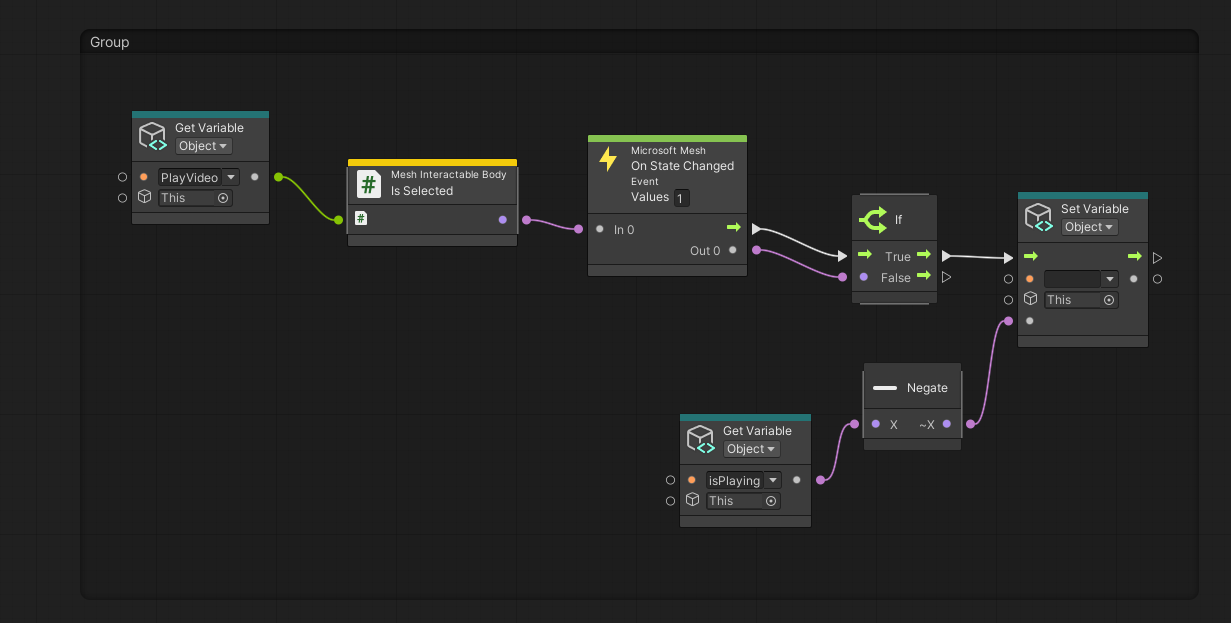 Group
Get Variable
Object
PlayVideo
This
Mesh Interactable Body
Is Selected
Microsoft Mesh
On State Changed
Event
Values 1
In 0
Out 0
If
True
False
Set Variable
Object
This
Negate
X ~X
Get Variable
Object
isPlaying
This